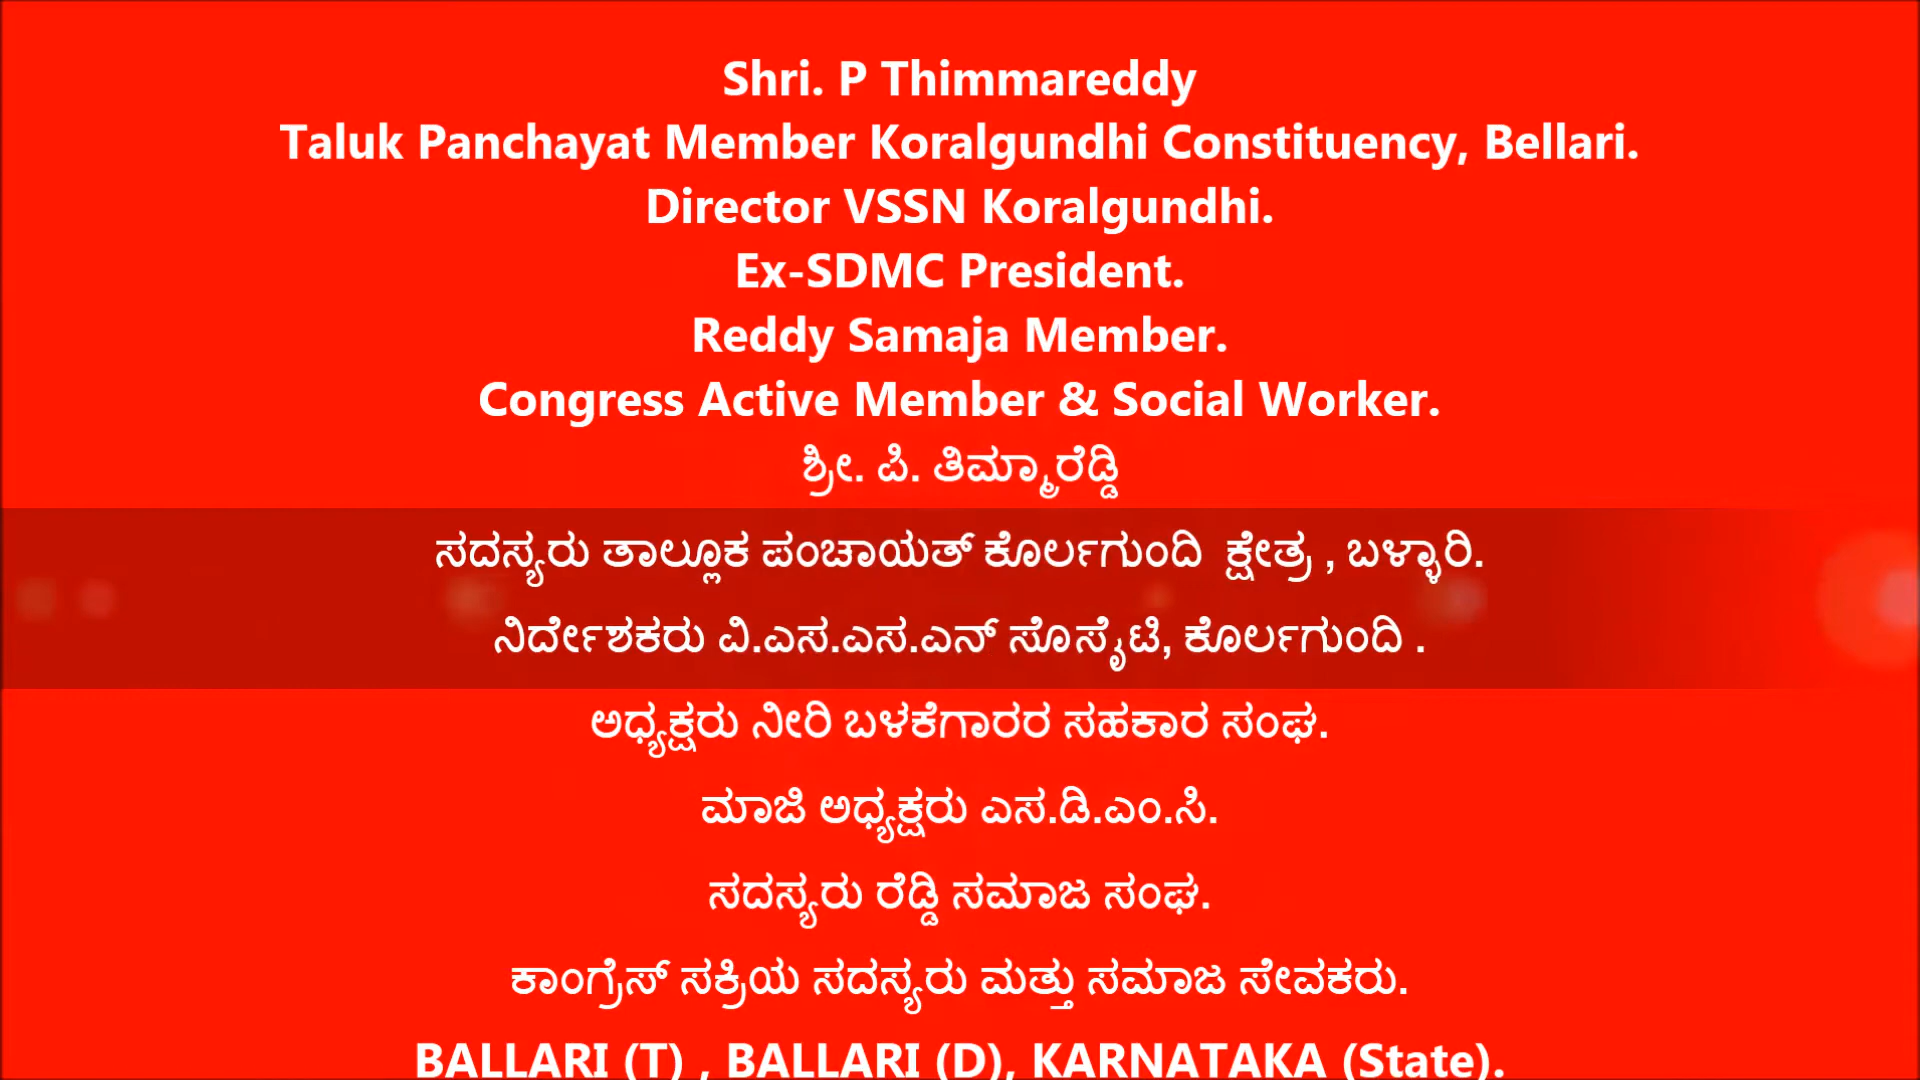 Shri. P Thimmareddy
Taluk Panchayat Member Koralgundhi Constituency, Bellari.
Director VSSN Koralgundhi.
Ex-SDMC President.
Reddy Samaja Member.
Congress Active Member & Social Worker.
ಶ್ರೀ. ಪಿ. ತಿಮ್ಮಾರೆಡ್ಡಿ
ಸದಸ್ಯರು ತಾಲ್ಲೂಕ ಪಂಚಾಯತ್ ಕೊರ್ಲಗುಂದಿ ಕ್ಷೇತ್ರ , ಬಳ್ಳಾರಿ.
ನಿರ್ದೇಶಕರು ವಿ.ಎಸ.ಎಸ.ಎನ್ ಸೊಸೈಟಿ, ಕೊರ್ಲಗುಂದಿ .
ಅಧ್ಯಕ್ಷರು ನೀರಿ ಬಳಕೆಗಾರರ ಸಹಕಾರ ಸಂಘ.
ಮಾಜಿ ಅಧ್ಯಕ್ಷರು ಎಸ.ಡಿ.ಎಂ.ಸಿ.
ಸದಸ್ಯರು ರೆಡ್ಡಿ ಸಮಾಜ ಸಂಘ.
ಕಾಂಗ್ರೆಸ್ ಸಕ್ರಿಯ ಸದಸ್ಯರು ಮತ್ತು ಸಮಾಜ ಸೇವಕರು.
BALLARI (T) , BALLARI (D), KARNATAKA (State).